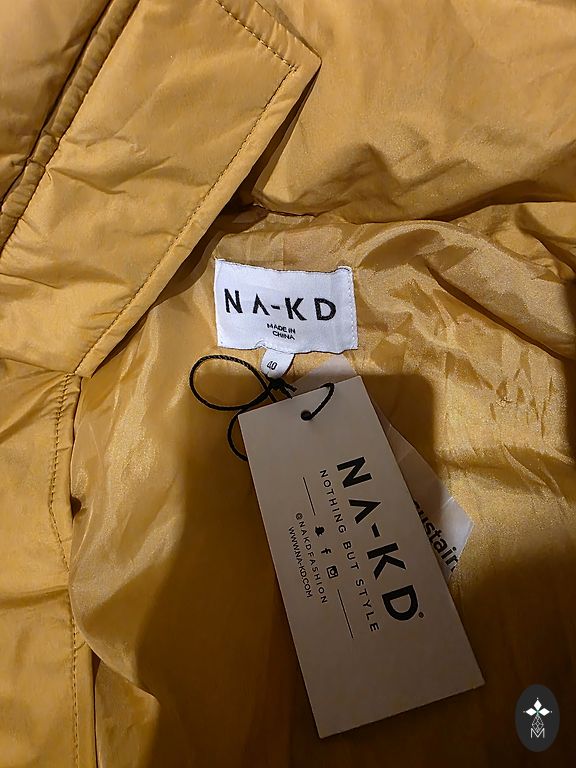 NA-KD
MADE IN
CHINA
40
NA-KD®
NOTHING BUT STYLE
@NAKDFASHION
WWW.NA-KD.COM